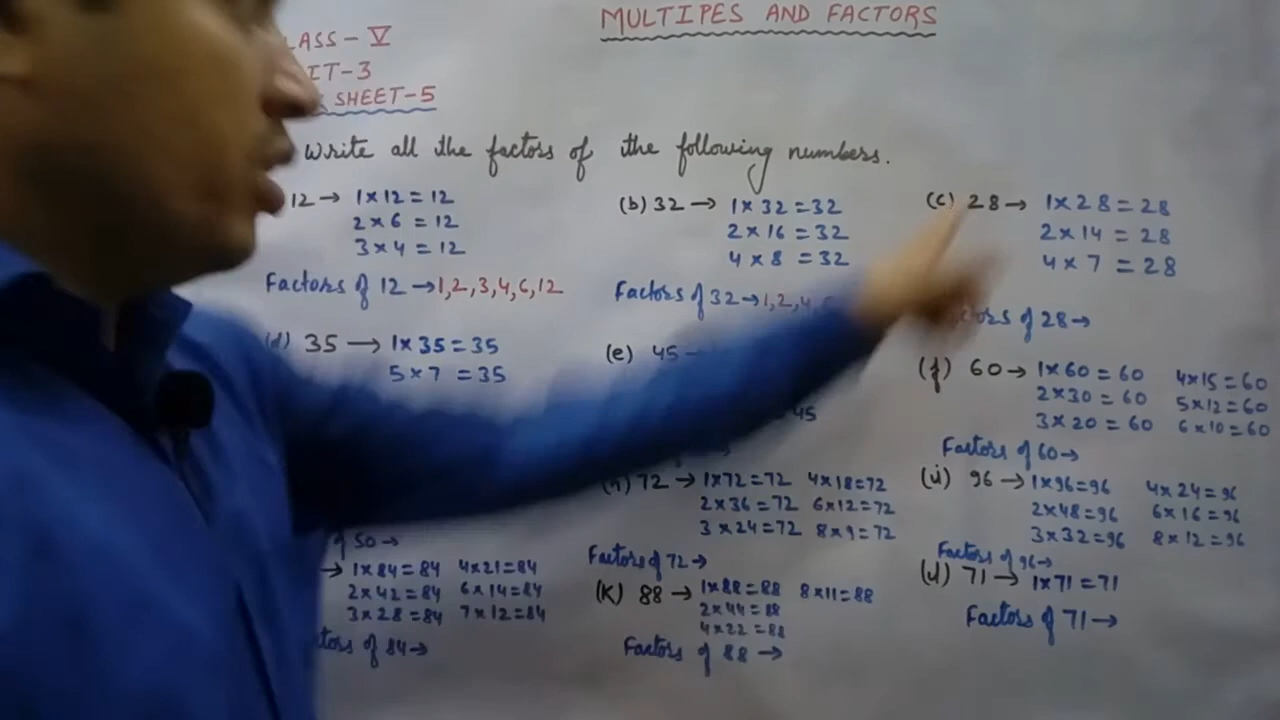 MULTIPES AND FACTORS
LASS-V
IT-3
SHEET-5
Write all the factors of the following numbers.
12→ 1×12=12
2×6=12
3×4=12
Factors of 12→1,2,3,4,6,12
(b) 32→ 1×32=32
2×16=32
4×8=32
Factors of 32→1,2,4
(c) 28→ 1×28=28
2×14=28
4×7=28
of 28→
(d) 35→ 1×35=35
5×7=35
(e) 45
45
(f) 60→ 1×60=60 4×15=60
2×30=60 5×12=60
3×20=60 6×10=60
Factors of 60→
of 50→
(h) 72→ 1×72=72 4×18=72
2×36=72 6×12=72
3×24=72 8×9=72
Factors of 72→
(i) 96→ 1×96=96 4×24=96
2×48=96 6×16=96
3×32=96 8×12=96
Factors of 96→
→ 1×84=84 4×21=84
2×42=84 6×14=84
3×28=84 7×12=84
of 84→
(K) 88→ 1×88=88 8×11=88
2×44=88
4×22=88
Factors of 88→
(l) 71→ 1×71=71
Factors of 71→